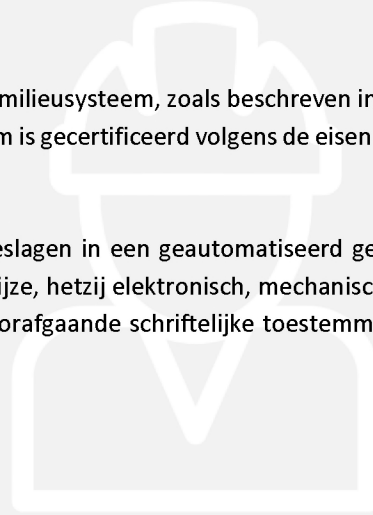 milieusysteem, zoals beschreven in
m is gecertificeerd volgens de eisen
eslagen in een geautomatiseerd ge
ijze, hetzij elektronisch, mechanisc
orafgaande schriftelijke toestemm